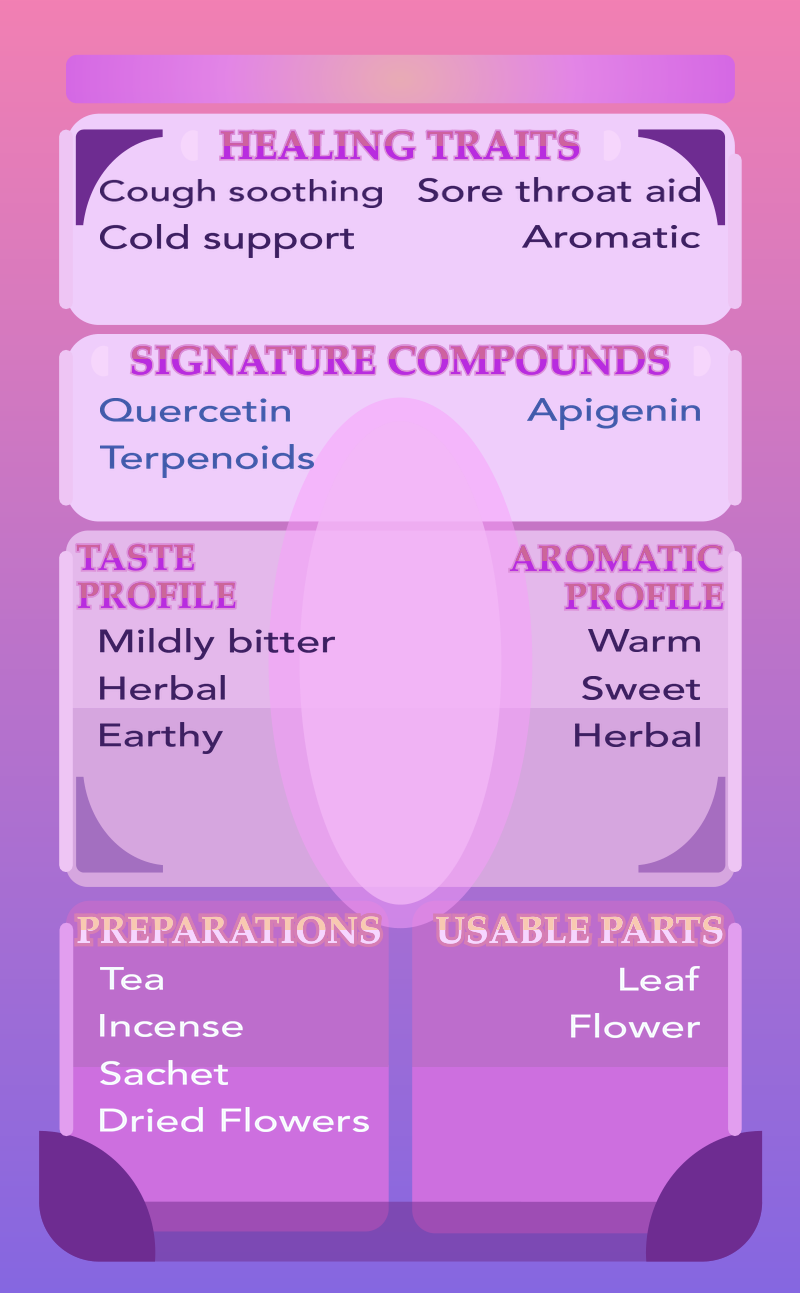 HEALING TRAITS
Cough soothing Sore throat aid
Cold support Aromatic
SIGNATURE COMPOUNDS
Quercetin Apigenin
Terpenoids
TASTE
PROFILE
Mildly bitter
Herbal
Earthy
AROMATIC
PROFILE
Warm
Sweet
Herbal
PREPARATIONS
Tea
Incense
Sachet
Dried Flowers
USABLE PARTS
Leaf
Flower